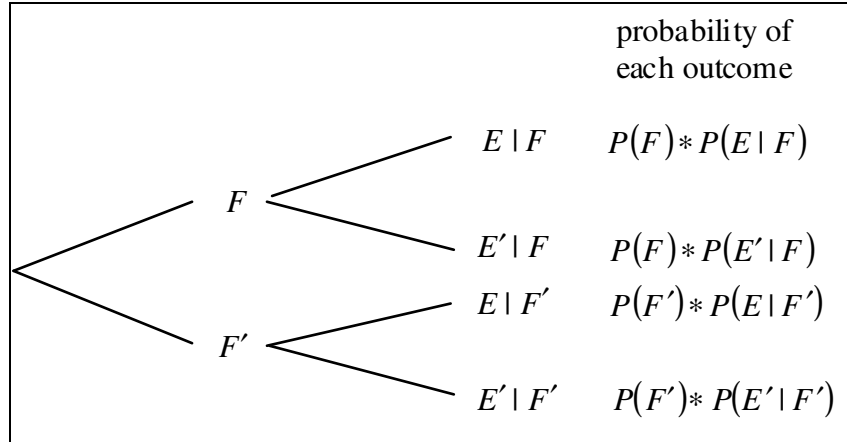 probability of
each outcome
E | F P(F) ∗ P(E | F)
F
E′ | F P(F) ∗ P(E′ | F)
E | F′ P(F′) ∗ P(E | F′)
F′
E′ | F′ P(F′) ∗ P(E′ | F′)